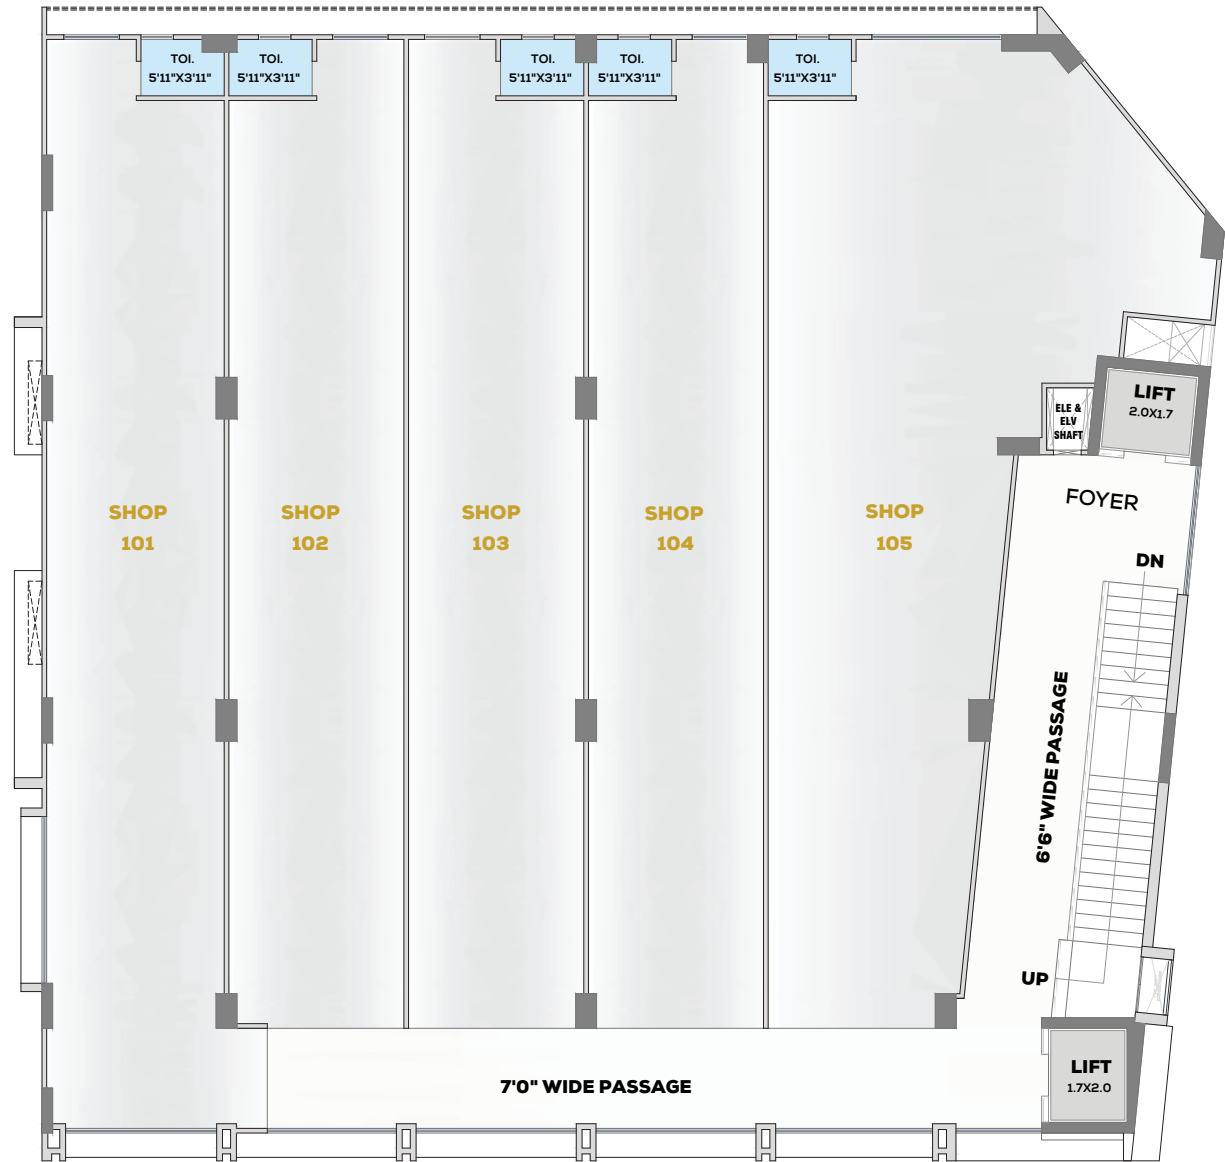 TOI.
5'11"X3'11"
TOI.
5'11"X3'11"
TOI.
5'11"X3'11"
TOI.
5'11"X3'11"
TOI.
5'11"X3'11"
LIFT
2.0X1.7
ELE &
ELV
SHAFT
FOYER
SHOP
101
SHOP
102
SHOP
103
SHOP
104
SHOP
105
DN
6'6" WIDE PASSAGE
UP
7'0" WIDE PASSAGE
LIFT
1.7X2.0